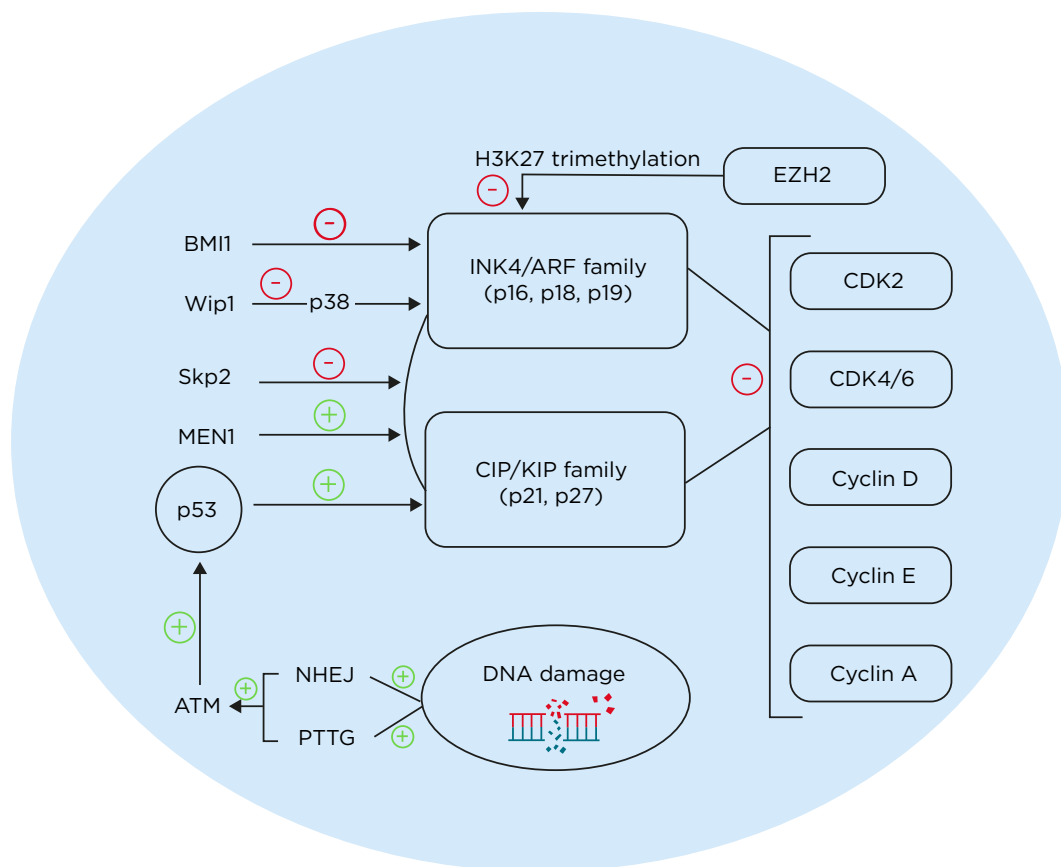 H3K27 trimethylation
EZH2
BMI1
INK4/ARF family
(p16, p18, p19)
CDK2
Wip1
p38
Skp2
CDK4/6
MEN1
CIP/KIP family
(p21, p27)
Cyclin D
p53
Cyclin E
NHEJ
DNA damage
Cyclin A
ATM
PTTG